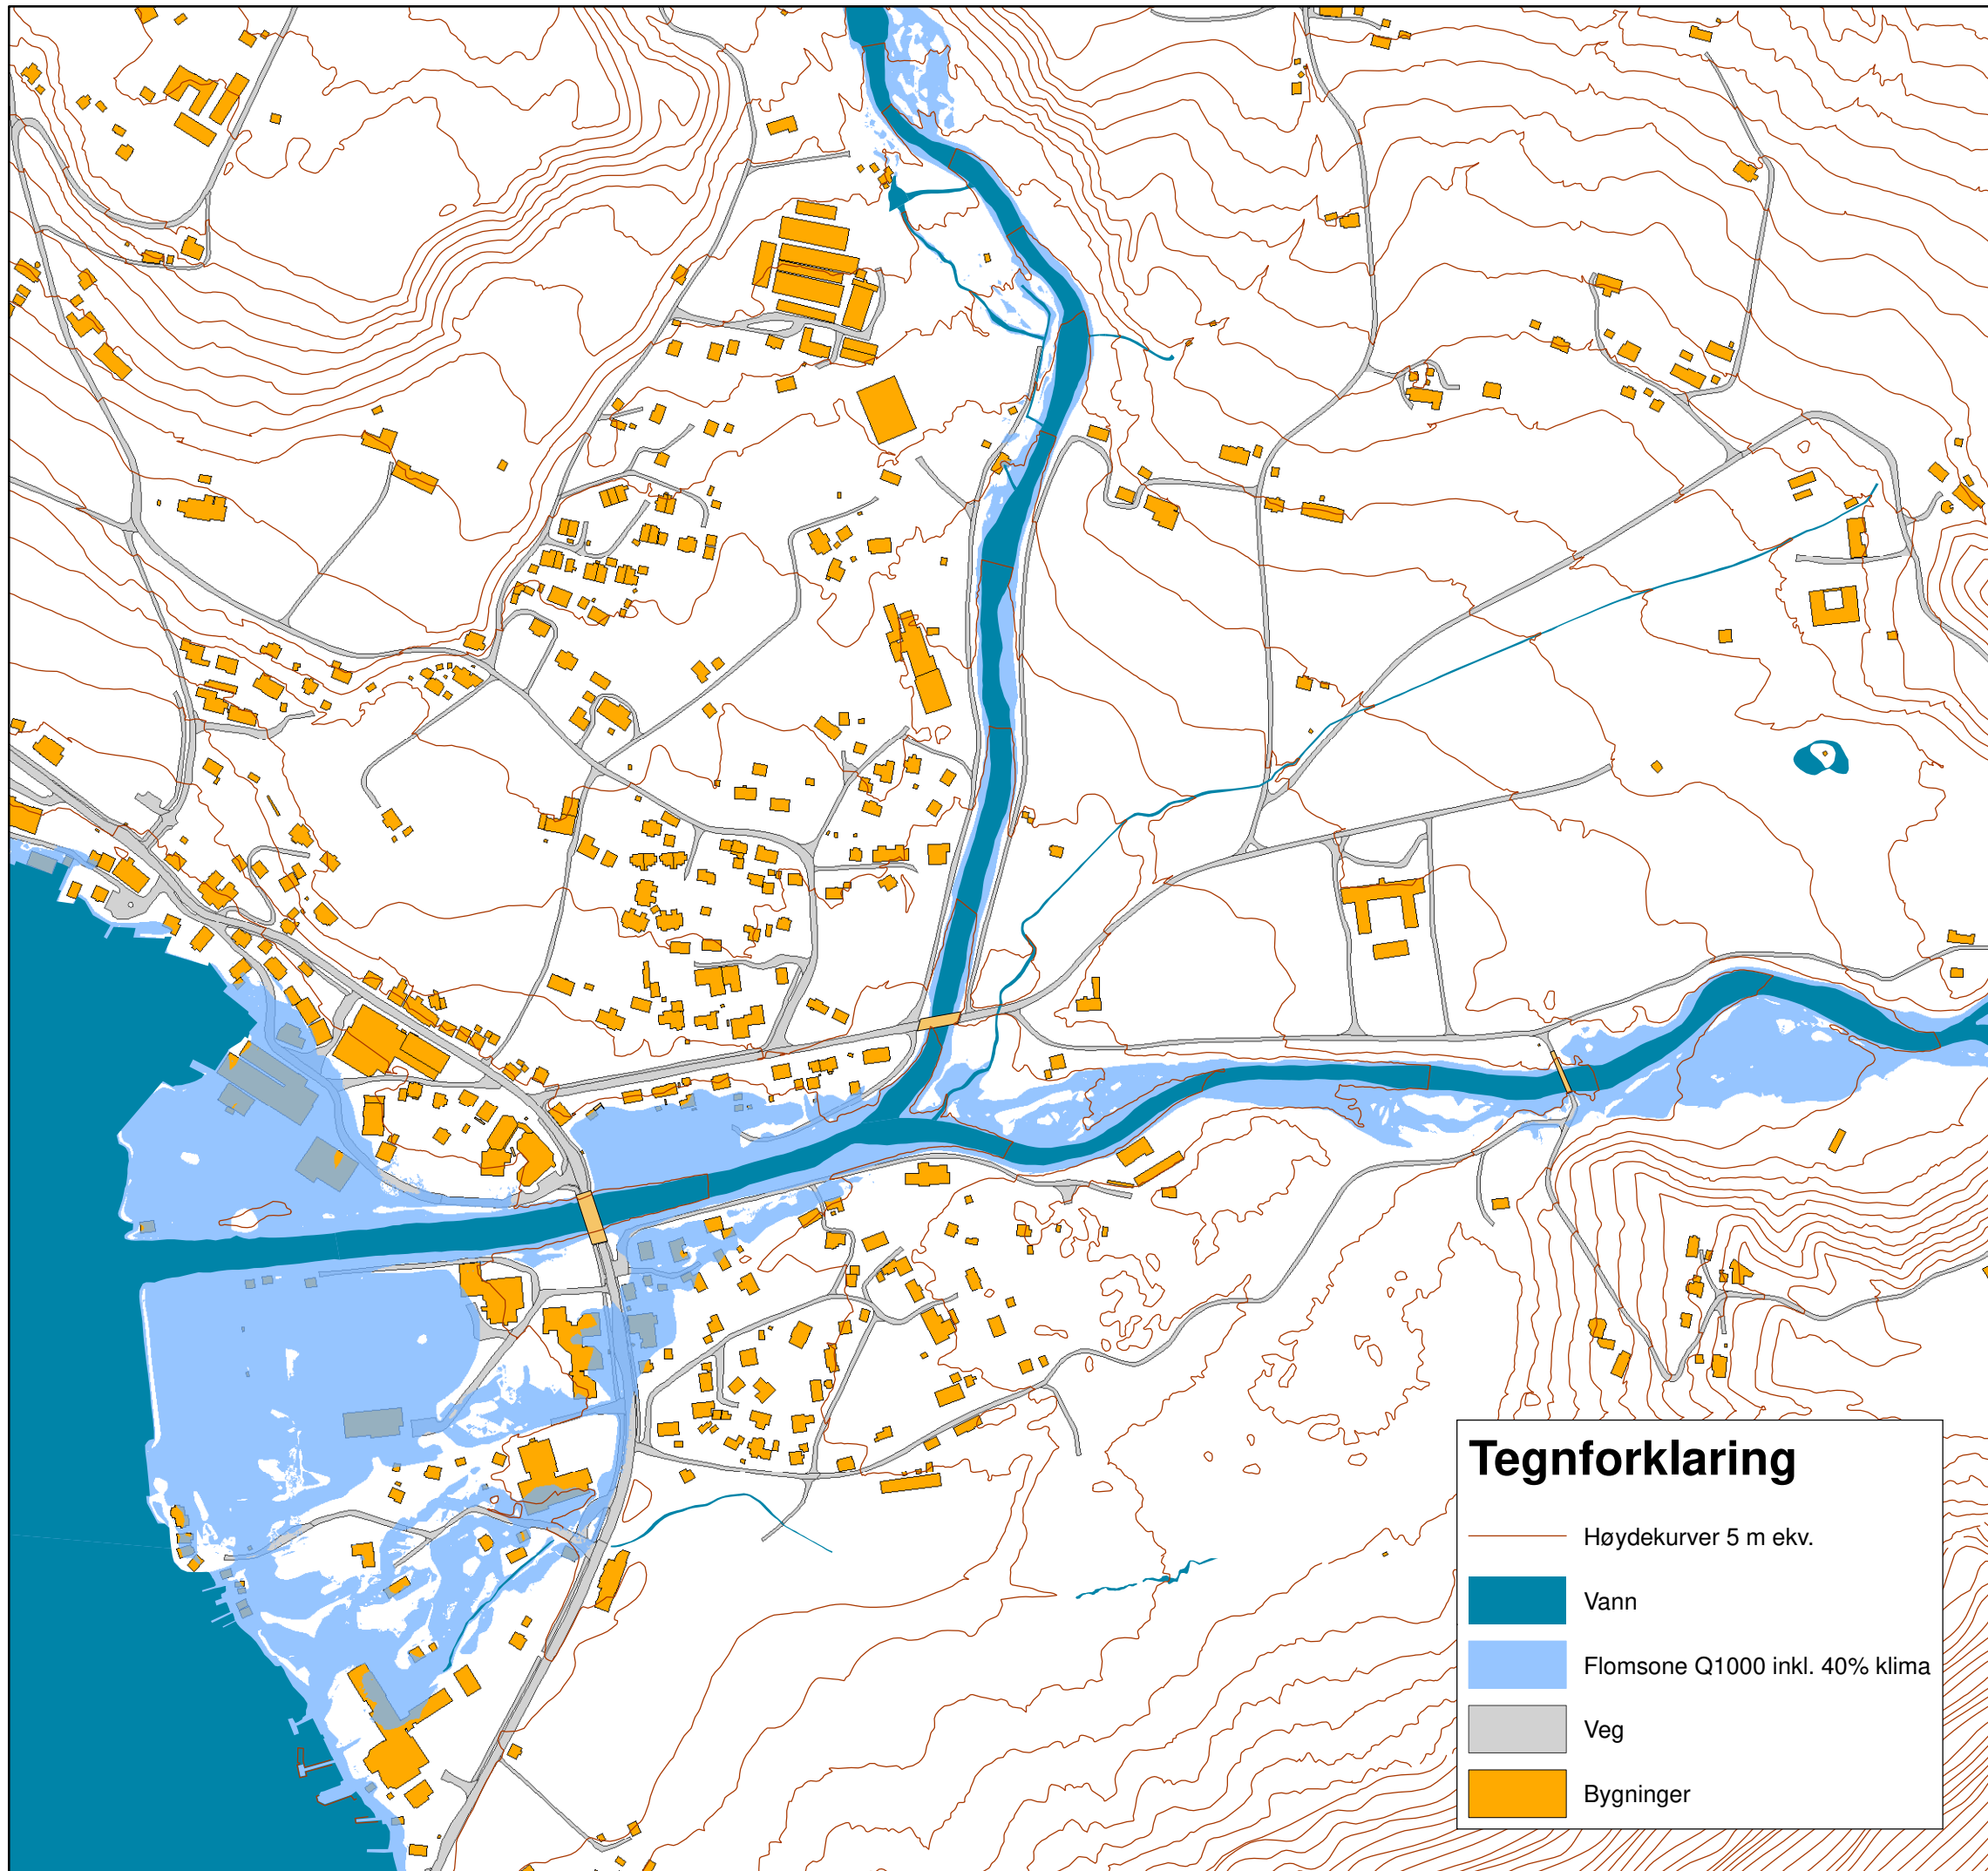 Tegnforklaring
Høydekurver 5 m ekv.
Vann
Flomsone Q1000 inkl. 40% klima
Veg
Bygninger